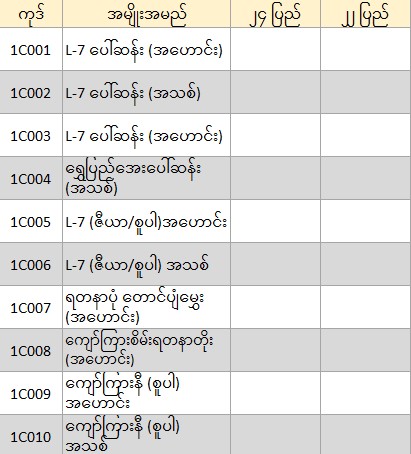 ကုဒ် အမျိုးအမည် ၂၄ ပြည် ၂၂ ပြည်
1C001 L-7 ပေါ်ဆန်း (အဟောင်း)
1C002 L-7 ပေါ်ဆန်း (အသစ်)
1C003 L-7 ပေါ်ဆန်း (အဟောင်း)
1C004 ရွှေပြည်အေးပေါ်ဆန်း
(အသစ်)
1C005 L-7 (ဇီယာ/စူပါ)အဟောင်း
1C006 L-7 (ဇီယာ/စူပါ) အသစ်
1C007 ရတနာပုံ တောင်ပျံမွှေး
(အဟောင်း)
1C008 ကျော်ကြားစိမ်းရတနာတိုး
(အဟောင်း)
1C009 ကျော်ကြားနီ (စူပါ)
အဟောင်း
1C010 ကျော်ကြားနီ (စူပါ)
အသစ်